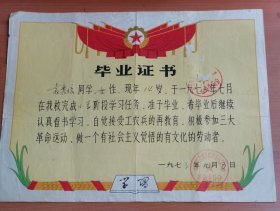 毕业证书
同学，女性，现年 岁，于一九七 年七月
在我校完成 阶段学习任务，准予毕业，希毕业后继续
认真看书学习，自觉接受工农兵的再教育，积极参加三大
革命运动，做一个有社会主义觉悟的有文化的劳动者。
一九七 年 月 日
学习